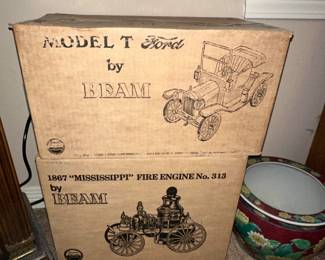 MODEL T Ford
by
BEAM
1867 "MISSISSIPPI" FIRE ENGINE No. 313
by
BEAM